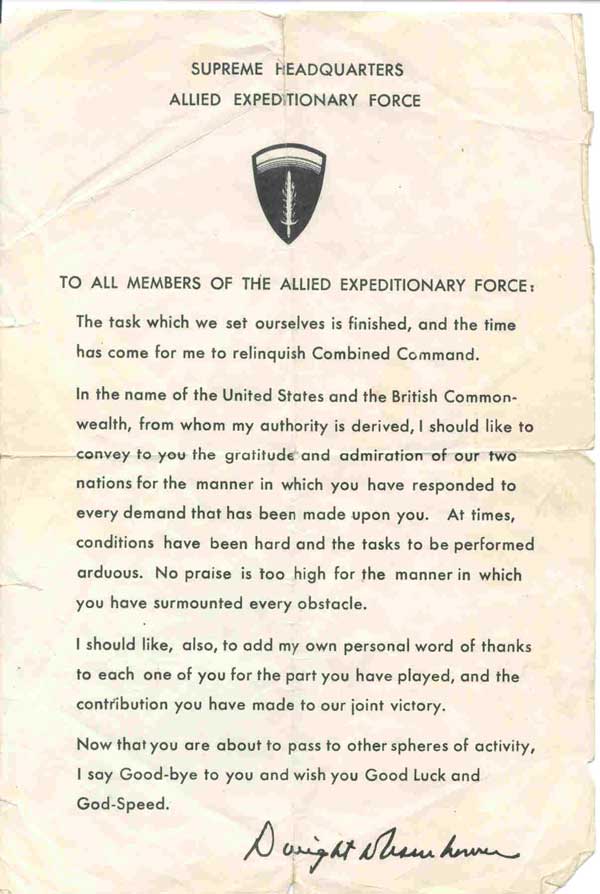 SUPREME HEADQUARTERS
ALLIED EXPEDITIONARY FORCE
TO ALL MEMBERS OF THE ALLIED EXPEDITIONARY FORCE:
The task which we set ourselves is finished, and the time
has come for me to relinquish Combined Command.
In the name of the United States and the British Common-
wealth, from whom my authority is derived, I should like to
convey to you the gratitude and admiration of our two
nations for the manner in which you have responded to
every demand that has been made upon you. At times,
conditions have been hard and the tasks to be performed
arduous. No praise is too high for the manner in which
you have surmounted every obstacle.
I should like, also, to add my own personal word of thanks
to each one of you for the part you have played, and the
contribution you have made to our joint victory.
Now that you are about to pass to other spheres of activity,
I say Good-bye to you and wish you Good Luck and
God-Speed.
Dwight D Eisenhower